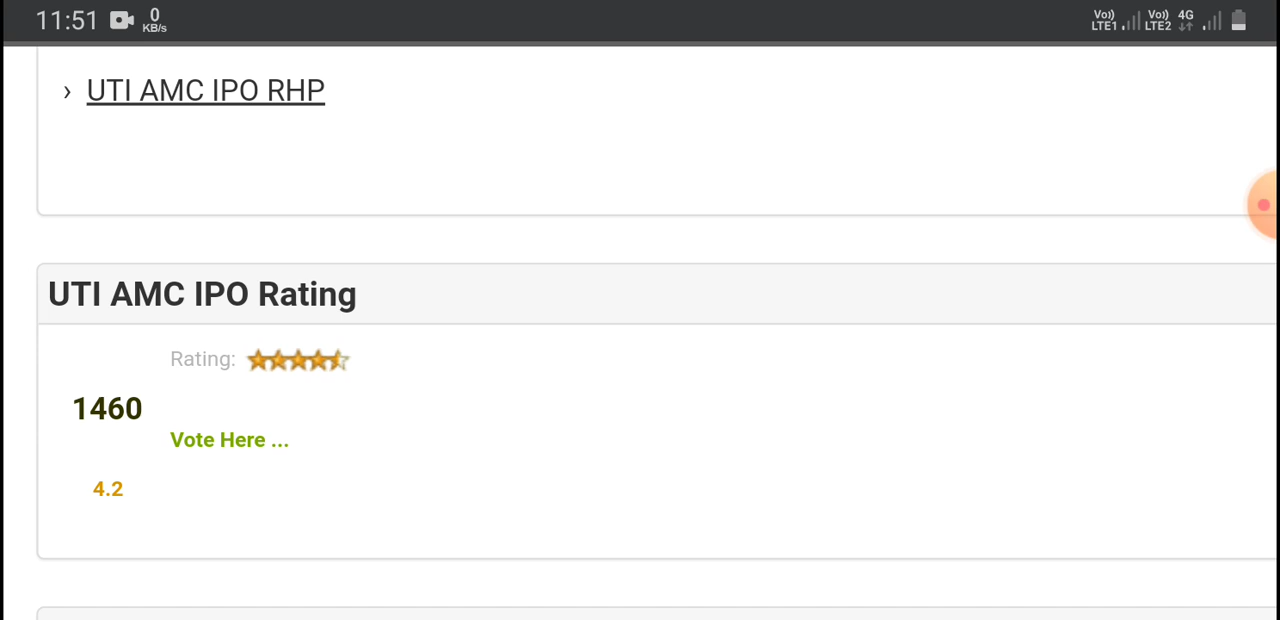 11:51 0 KB/s Vo) LTE1 Vo) LTE2 4G
› UTI AMC IPO RHP
UTI AMC IPO Rating
Rating:
1460
Vote Here ...
4.2